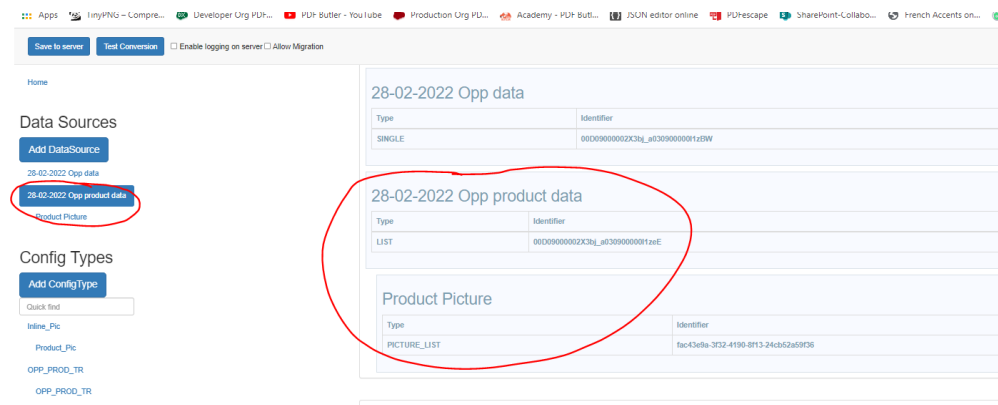 Apps
TinyPNG – Compre...
Developer Org PDF...
PDF Butler - YouTube
Production Org PD...
Academy - PDF Butl...
JSON editor online
PDFescape
SharePoint-Collabo...
French Accents on...
Save to server
Test Conversion
Enable logging on server
Allow Migration
Home
Data Sources
Add DataSource
28-02-2022 Opp data
28-02-2022 Opp product data
Product Picture
Config Types
Add ConfigType
Quick find
Inline_Pic
Product_Pic
OPP_PROD_TR
OPP_PROD_TR
28-02-2022 Opp data
Type Identifier
SINGLE 00D09000002X3bj_a030900000I1zBW
28-02-2022 Opp product data
Type Identifier
LIST 00D09000002X3bj_a030900000I1zeE
Product Picture
Type Identifier
PICTURE_LIST fac43e9a-3f32-4190-8f13-24cb52a59f36